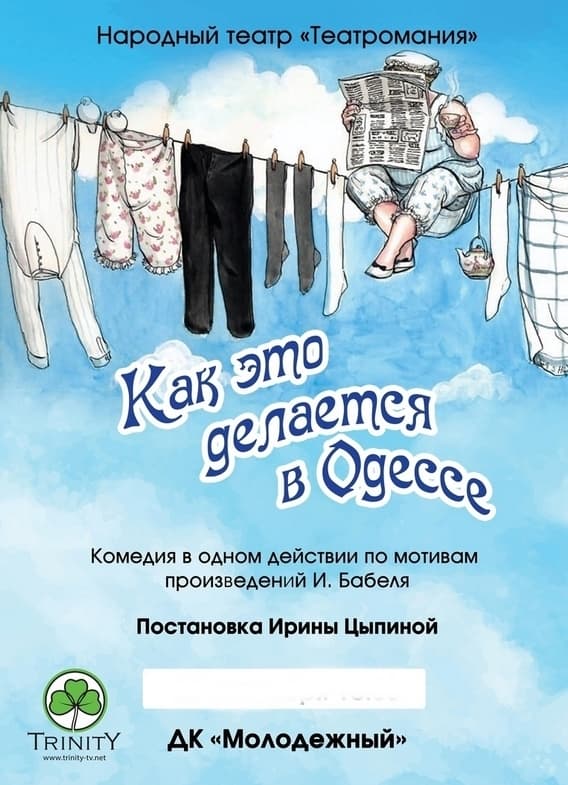 Народный театр «Театромания»
Как это
делается
в Одессе
Комедия в одном действии по мотивам
произведений И. Бабеля
Постановка Ирины Цыпиной
TRINITY
www.trinity-tv.net
ДК «Молодежный»